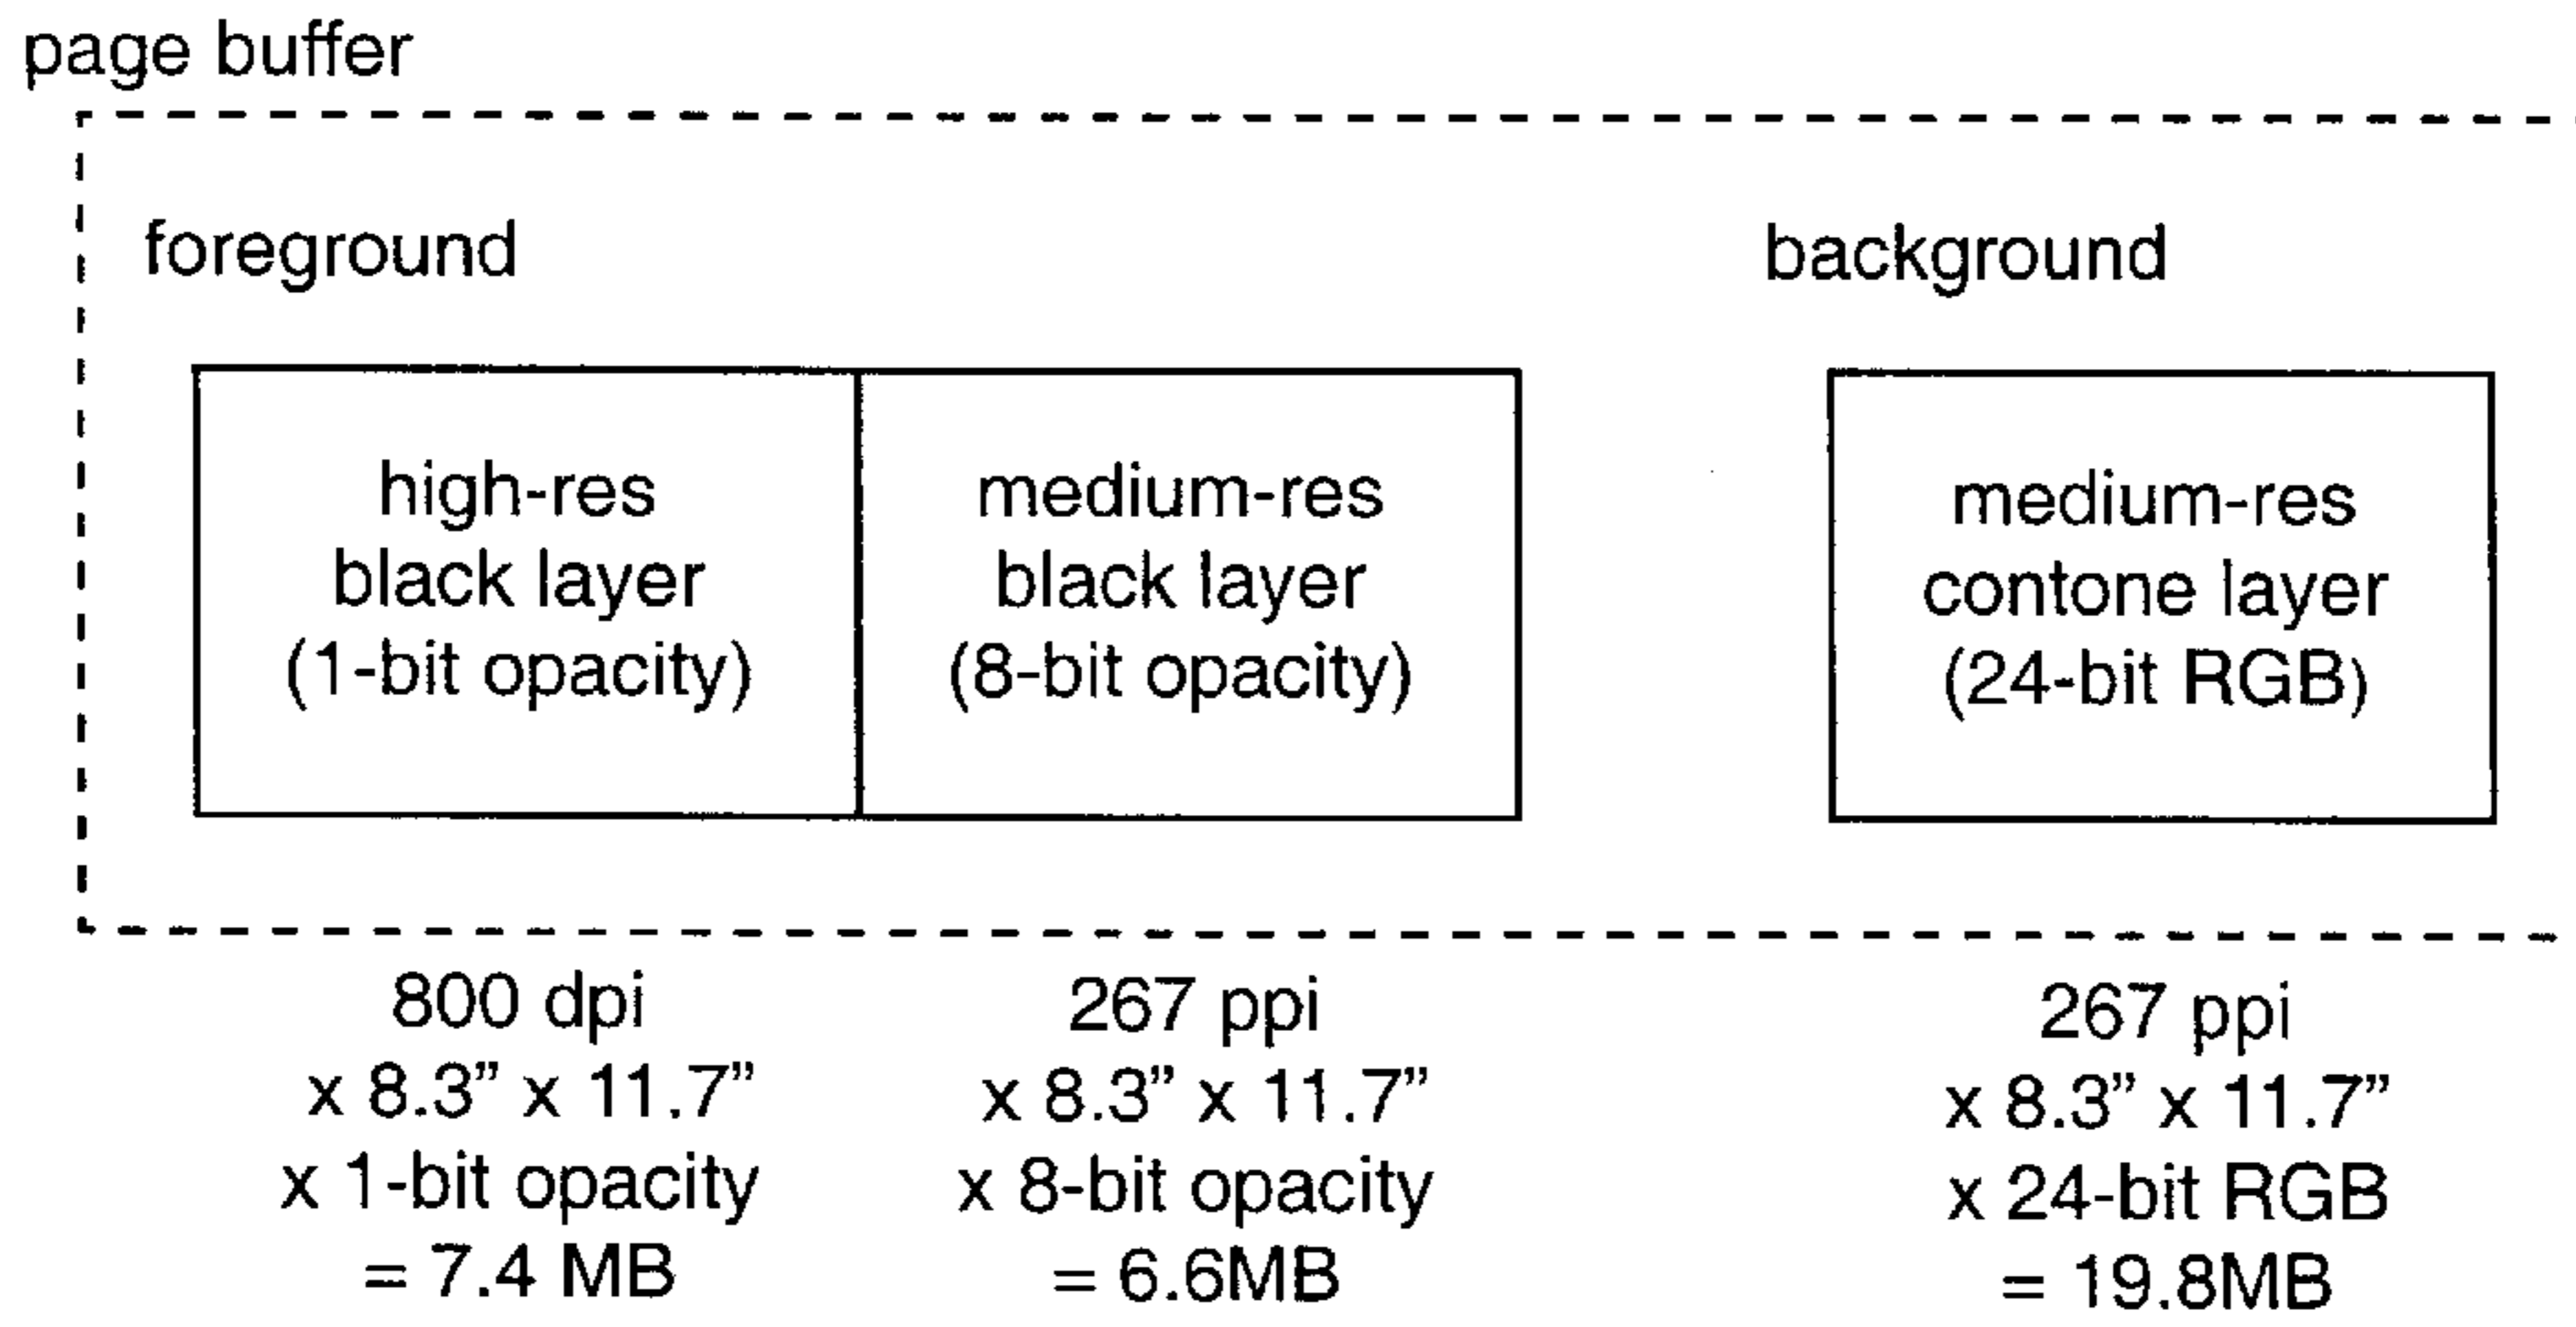 page buffer
foreground
background
high-res
black layer
(1-bit opacity)
medium-res
black layer
(8-bit opacity)
medium-res
contone layer
(24-bit RGB)
800 dpi
x 8.3” x 11.7”
x 1-bit opacity
= 7.4 MB
267 ppi
x 8.3” x 11.7”
x 8-bit opacity
= 6.6MB
267 ppi
x 8.3” x 11.7”
x 24-bit RGB
= 19.8MB